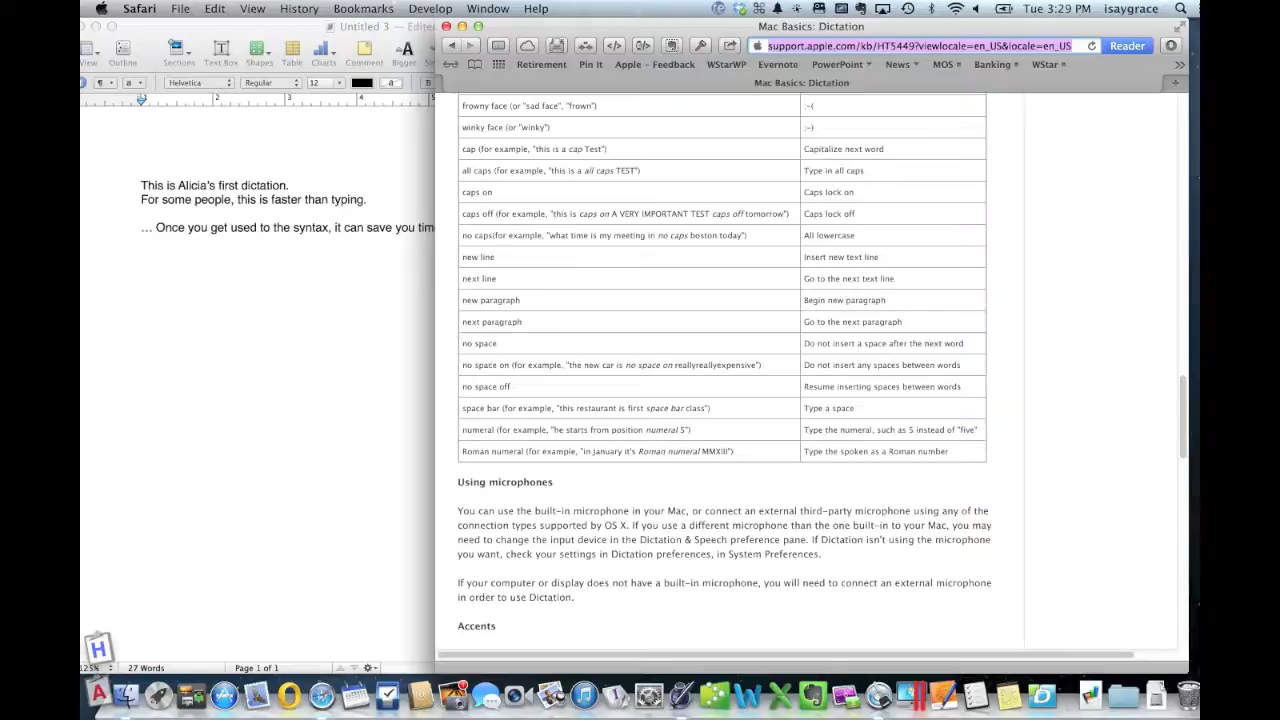 Safari File Edit View History Bookmarks Develop Window Help Tue 3:29 PM isaygrace
Untitled 3 — Edited
View Outline Sections Text Box Shapes Table Charts Comment Bigger
Helvetica Regular 12 a B
2 3 4
This is Alicia's first dictation.
For some people, this is faster than typing.
… Once you get used to the syntax, it can save you time
125% 27 Words Page 1 of 1
Mac Basics: Dictation
support.apple.com/kb/HT5449?viewlocale=en_US&locale=en_US Reader
Retirement Pin It Apple - Feedback WStarWP Evernote PowerPoint News MOS Banking WStar
Mac Basics: Dictation
frowny face (or "sad face", "frown") :-(
winky face (or "winky") ;-)
cap (for example, "this is a cap Test") Capitalize next word
all caps (for example, "this is a all caps TEST") Type in all caps
caps on Caps lock on
caps off (for example, "this is caps on A VERY IMPORTANT TEST caps off tomorrow") Caps lock off
no caps(for example, "what time is my meeting in no caps boston today") All lowercase
new line Insert new text line
next line Go to the next text line
new paragraph Begin new paragraph
next paragraph Go to the next paragraph
no space Do not insert a space after the next word
no space on (for example, "the new car is no space on reallyreallyexpensive") Do not insert any spaces between words
no space off Resume inserting spaces between words
space bar (for example, "this restaurant is first space bar class") Type a space
numeral (for example, "he starts from position numeral 5") Type the numeral, such as 5 instead of "five"
Roman numeral (for example, "in January it's Roman numeral MMXIII") Type the spoken as a Roman number
Using microphones
You can use the built-in microphone in your Mac, or connect an external third-party microphone using any of the
connection types supported by OS X. If you use a different microphone than the one built-in to your Mac, you may
need to change the input device in the Dictation & Speech preference pane. If Dictation isn't using the microphone
you want, check your settings in Dictation preferences, in System Preferences.
If your computer or display does not have a built-in microphone, you will need to connect an external microphone
in order to use Dictation.
Accents